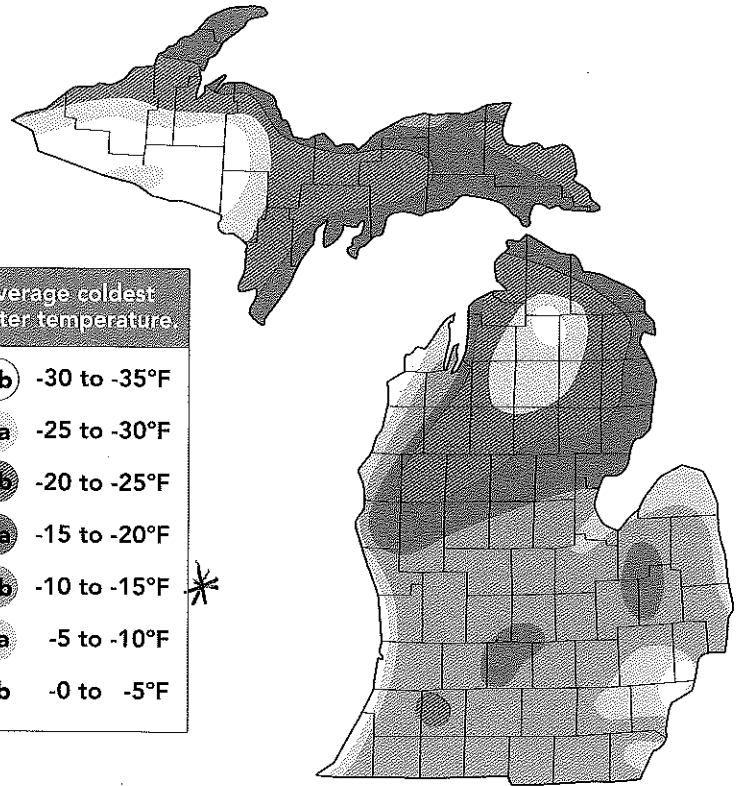 verage coldest
ter temperature.
b -30 to -35°F
a -25 to -30°F
b -20 to -25°F
a -15 to -20°F
b -10 to -15°F *
a -5 to -10°F
b -0 to -5°F